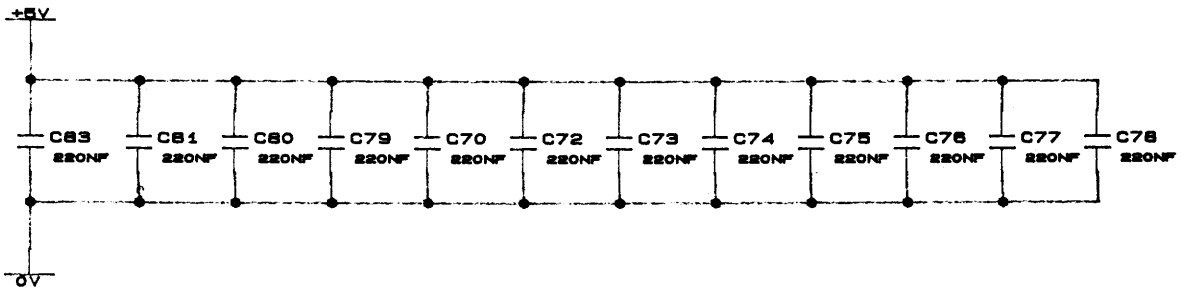 +5V
C83 C81 C80 C79 C70 C72 C73 C74 C75 C76 C77 C78
220NF 220NF 220NF 220NF 220NF 220NF 220NF 220NF 220NF 220NF 220NF 220NF
0V